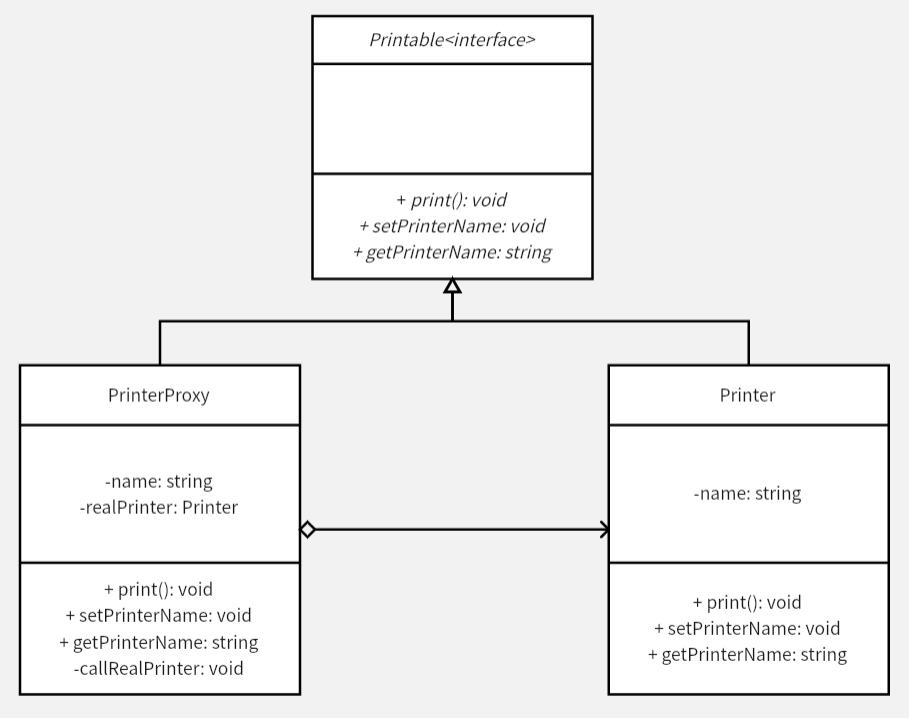 Printable<interface>
+ print(): void
+ setPrinterName: void
+ getPrinterName: string
PrinterProxy
-name: string
-realPrinter: Printer
+ print(): void
+ setPrinterName: void
+ getPrinterName: string
-callRealPrinter: void
Printer
-name: string
+ print(): void
+ setPrinterName: void
+ getPrinterName: string